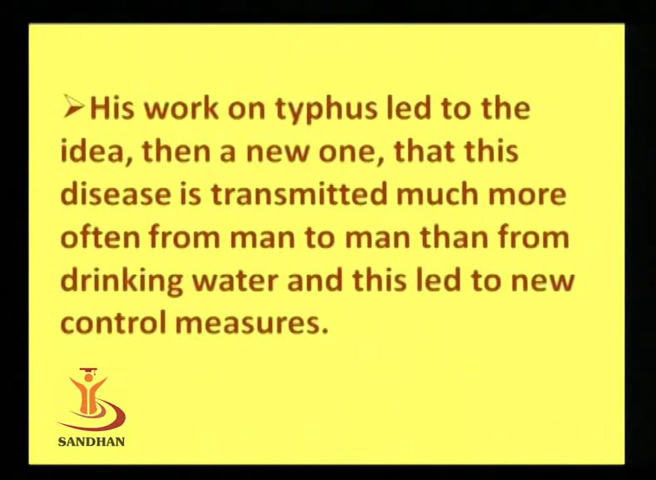 ➢His work on typhus led to the
idea, then a new one, that this
disease is transmitted much more
often from man to man than from
drinking water and this led to new
control measures.
SANDHAN